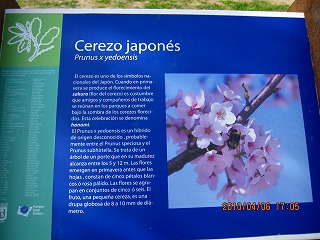 Cerezo japonés
Prunus x yedoensis
El cerezo es uno de los símbolos na-
cionales del Japón. Cuando en prima-
vera se produce el florecimiento del
sakura (flor del cerezo) es costumbre
que amigos y compañeros de trabajo
se reúnan en los parques a comer
bajo la sombra de los cerezos floreci-
dos. Esta celebración se denomina
hanami.
El Prunus x yedoensis es un híbrido
de origen desconocido, probable-
mente entre el Prunus speciosa y el
Prunus subhirtella. Se trata de un
árbol de un porte que en su madurez
alcanza entre los 5 y 12 m. Las flores
emergen en primavera antes que las
hojas, constan de cinco pétalos blan-
cos ó rosa pálido. Las flores se agru-
pan en conjuntos de cinco ó seis. El
fruto, una pequeña cereza, es una
drupa globosa de 8 a 10 mm de diá-
metro.
2010/04/06 17:05